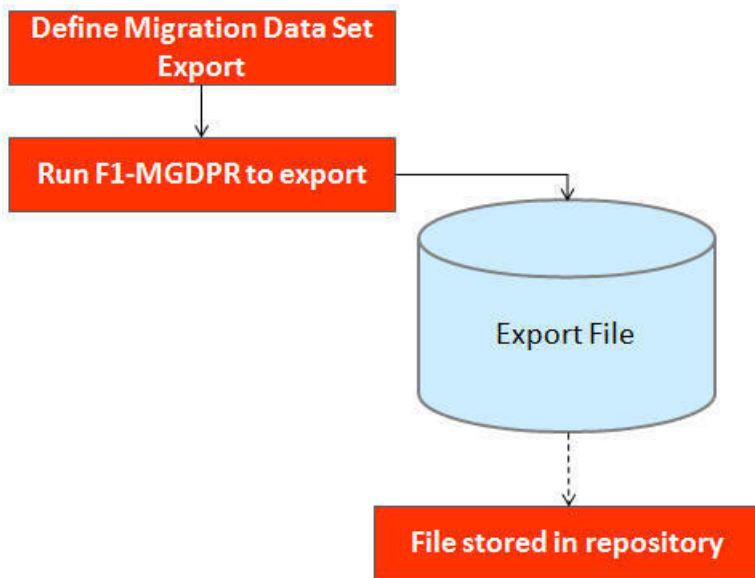 Define Migration Data Set
Export
Run F1-MGDPR to export
Export File
File stored in repository